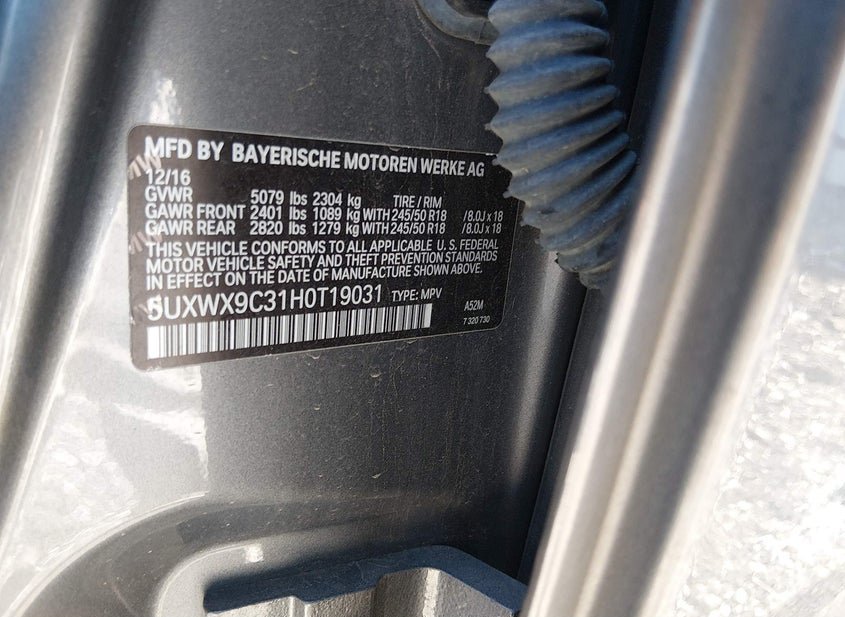 MFD BY BAYERISCHE MOTOREN WERKE AG
12/16
GVWR 5079 lbs 2304 kg TIRE / RIM
GAWR FRONT 2401 lbs 1089 kg WITH 245/50 R18 /8.0J x 18
GAWR REAR 2820 lbs 1279 kg WITH 245/50 R18 /8.0J x 18
THIS VEHICLE CONFORMS TO ALL APPLICABLE U.S. FEDERAL
MOTOR VEHICLE SAFETY AND THEFT PREVENTION STANDARDS
IN EFFECT ON THE DATE OF MANUFACTURE SHOWN ABOVE.
5UXWX9C31H0T19031 TYPE: MPV A52M
7 320 730